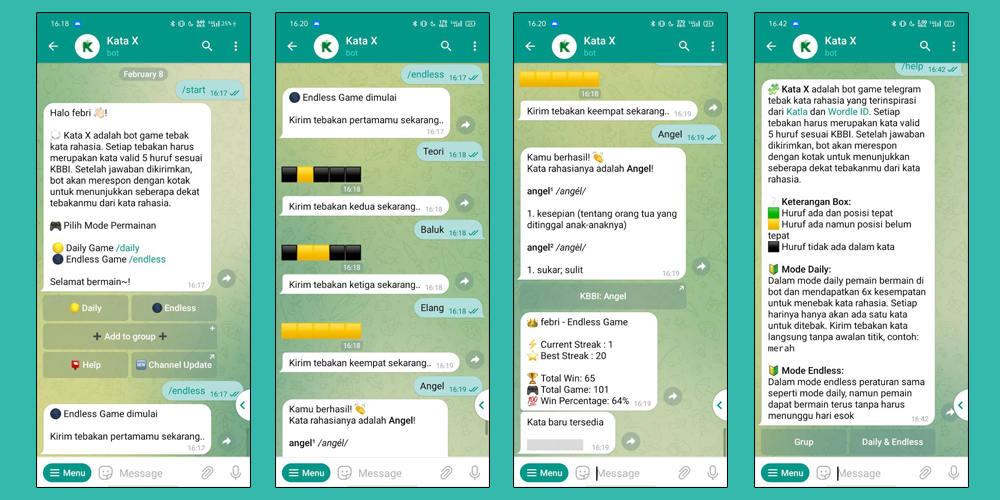 16.18
25%
Kata X
bot
February 8
/start 16:17
Halo febri 👋🏻!
💭 Kata X adalah bot game tebak
kata rahasia. Setiap tebakan harus
merupakan kata valid 5 huruf sesuai
KBBI. Setelah jawaban dikirimkan,
bot akan merespon dengan kotak
untuk menunjukkan seberapa dekat
tebakanmu dari kata rahasia.
🎮 Pilih Mode Permainan
🌕 Daily Game /daily
🌑 Endless Game /endless
Selamat bermain~!
16:17
🌕 Daily
🌑 Endless
➕ Add to group ➕
📮 Help
🆕 Channel Update
/endless 16:17
🌑 Endless Game dimulai
Kirim tebakan pertamamu sekarang..
16:17
Menu
Message
16.20
Kata X
bot
/endless 16:17
🌑 Endless Game dimulai
Kirim tebakan pertamamu sekarang..
16:17
Teori 16:18
16:18
Kirim tebakan kedua sekarang.. 16:18
Baluk 16:18
16:18
Kirim tebakan ketiga sekarang.. 16:18
Elang 16:18
16:18
Kirim tebakan keempat sekarang.. 16:19
Angel 16:19
Kamu berhasil! 👏
Kata rahasianya adalah Angel!
angel¹ /angél/
Menu
Message
16.20
Kata X
bot
16:18
Kirim tebakan keempat sekarang.. 16:19
Angel 16:19
Kamu berhasil! 👏
Kata rahasianya adalah Angel!
angel¹ /angél/
1. kesepian (tentang orang tua yang
ditinggal anak-anaknya)
angel² /angèl/
1. sukar; sulit
16:19
KBBI: Angel
👑 febri - Endless Game
⚡ Current Streak : 1
⭐ Best Streak : 20
🏆 Total Win: 65
🎮 Total Game: 101
💯 Win Percentage: 64% 16:19
Kata baru tersedia
16:19
Menu
Message
16.42
Kata X
bot
/help 16:42
🍀 Kata X adalah bot game telegram
tebak kata rahasia yang terinspirasi
dari Katla dan Wordle ID. Setiap
tebakan harus merupakan kata valid
5 huruf sesuai KBBI. Setelah jawaban
dikirimkan, bot akan merespon dengan
kotak untuk menunjukkan seberapa
dekat tebakanmu dari kata
rahasia.
❔ Keterangan Box:
🟩 Huruf ada dan posisi tepat
🟨 Huruf ada namun posisi belum
tepat
⬛ Huruf tidak ada dalam kata
🔰 Mode Daily:
Dalam mode daily pemain bermain di
bot dan mendapatkan 6x kesempatan
untuk menebak kata rahasia. Setiap
harinya hanya akan ada satu kata
untuk ditebak. Kirim tebakan kata
langsung tanpa awalan titik, contoh:
merah
🔰 Mode Endless:
Dalam mode endless peraturan sama
seperti mode daily, namun pemain
dapat bermain terus tanpa harus
menunggu hari esok
16:42
Grup
Daily & Endless
Menu
Message